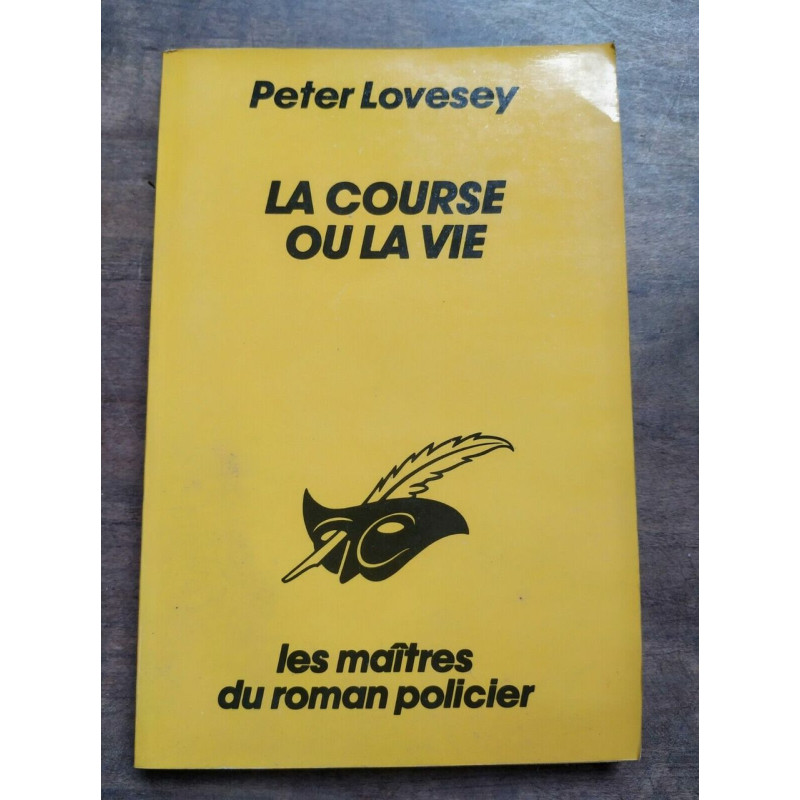 Peter Lovesey
LA COURSE
OU LA VIE
les maîtres
du roman policier